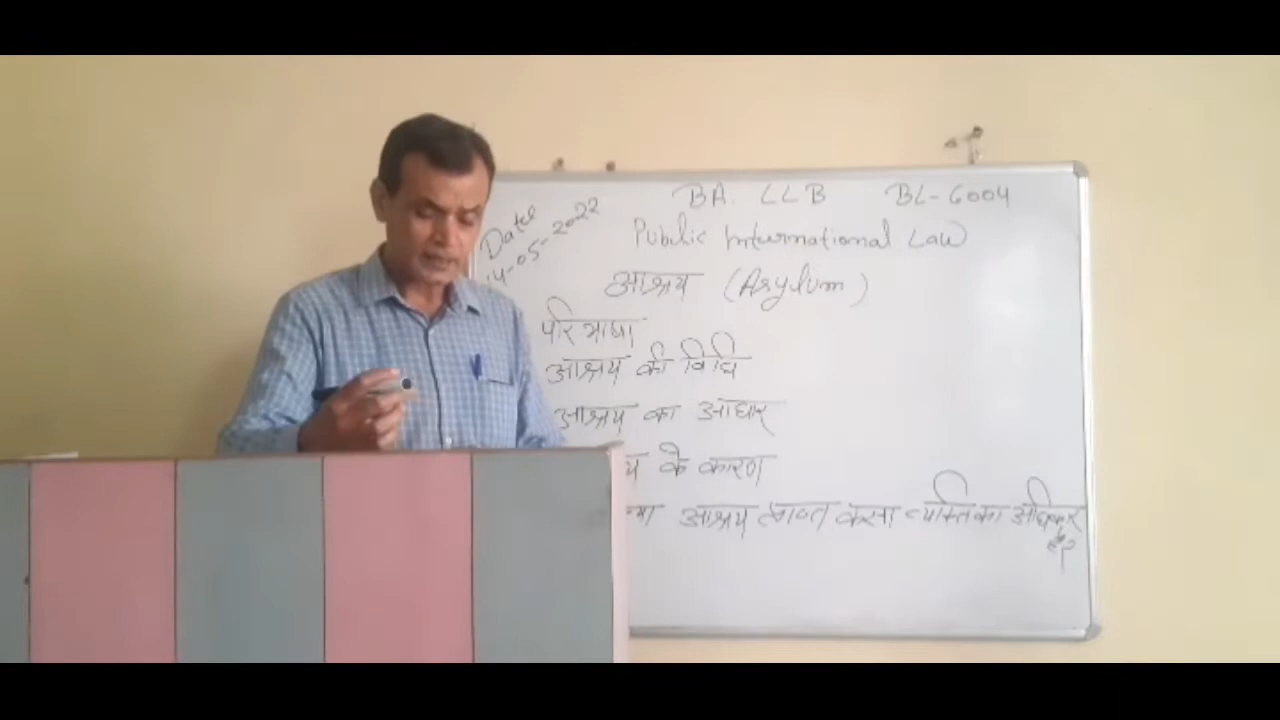 BA. LLB BL-6004
Date
14-05-2022
Public International Law
आश्रय (Asylum)
परिभाषा
आश्रय की विधि
आश्रय का आधार
य के कारण
आश्रय व्यक्ति का अधिकार
है?